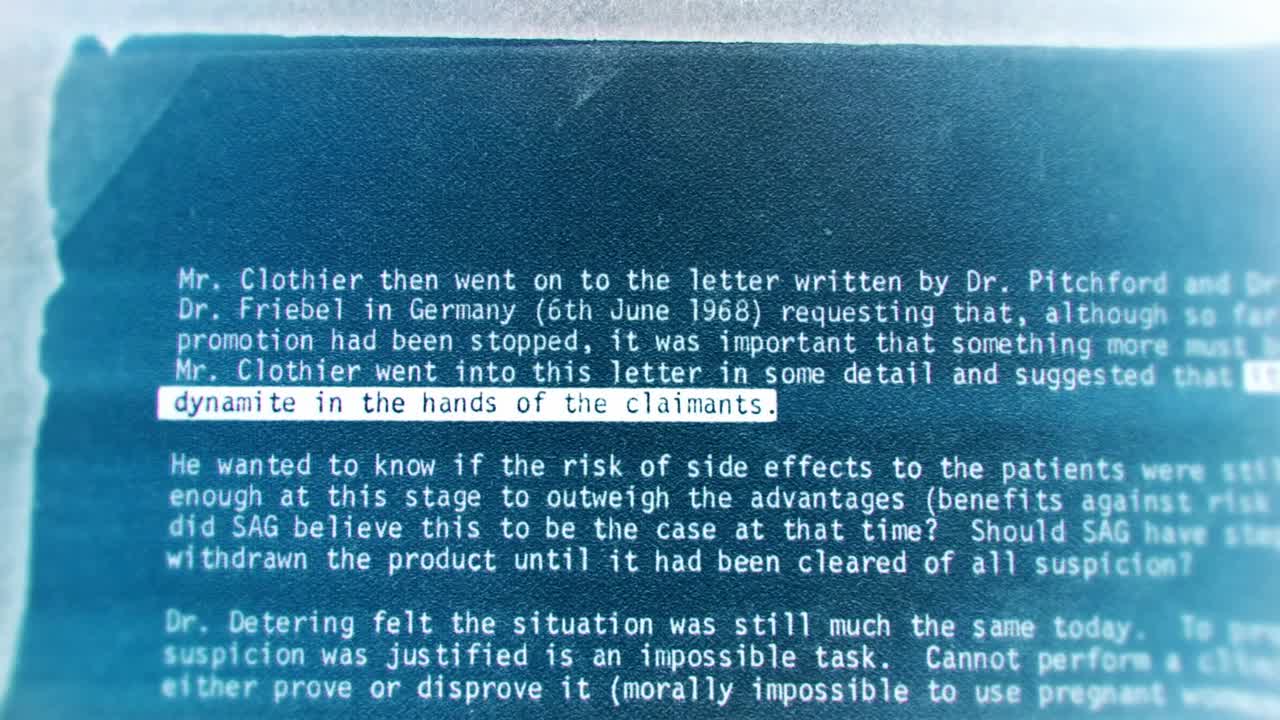 Mr. Clothier then went on to the letter written by Dr. Pitchford and Dr
Dr. Friebel in Germany (6th June 1968) requesting that, although so far
promotion had been stopped, it was important that something more must
Mr. Clothier went into this letter in some detail and suggested that
dynamite in the hands of the claimants.
He wanted to know if the risk of side effects to the patients were
enough at this stage to outweigh the advantages (benefits against risk
did SAG believe this to be the case at that time? Should SAG have
withdrawn the product until it had been cleared of all suspicion?
Dr. Detering felt the situation was still much the same today. To
suspicion was justified is an impossible task. Cannot perform a
either prove or disprove it (morally impossible to use pregnant